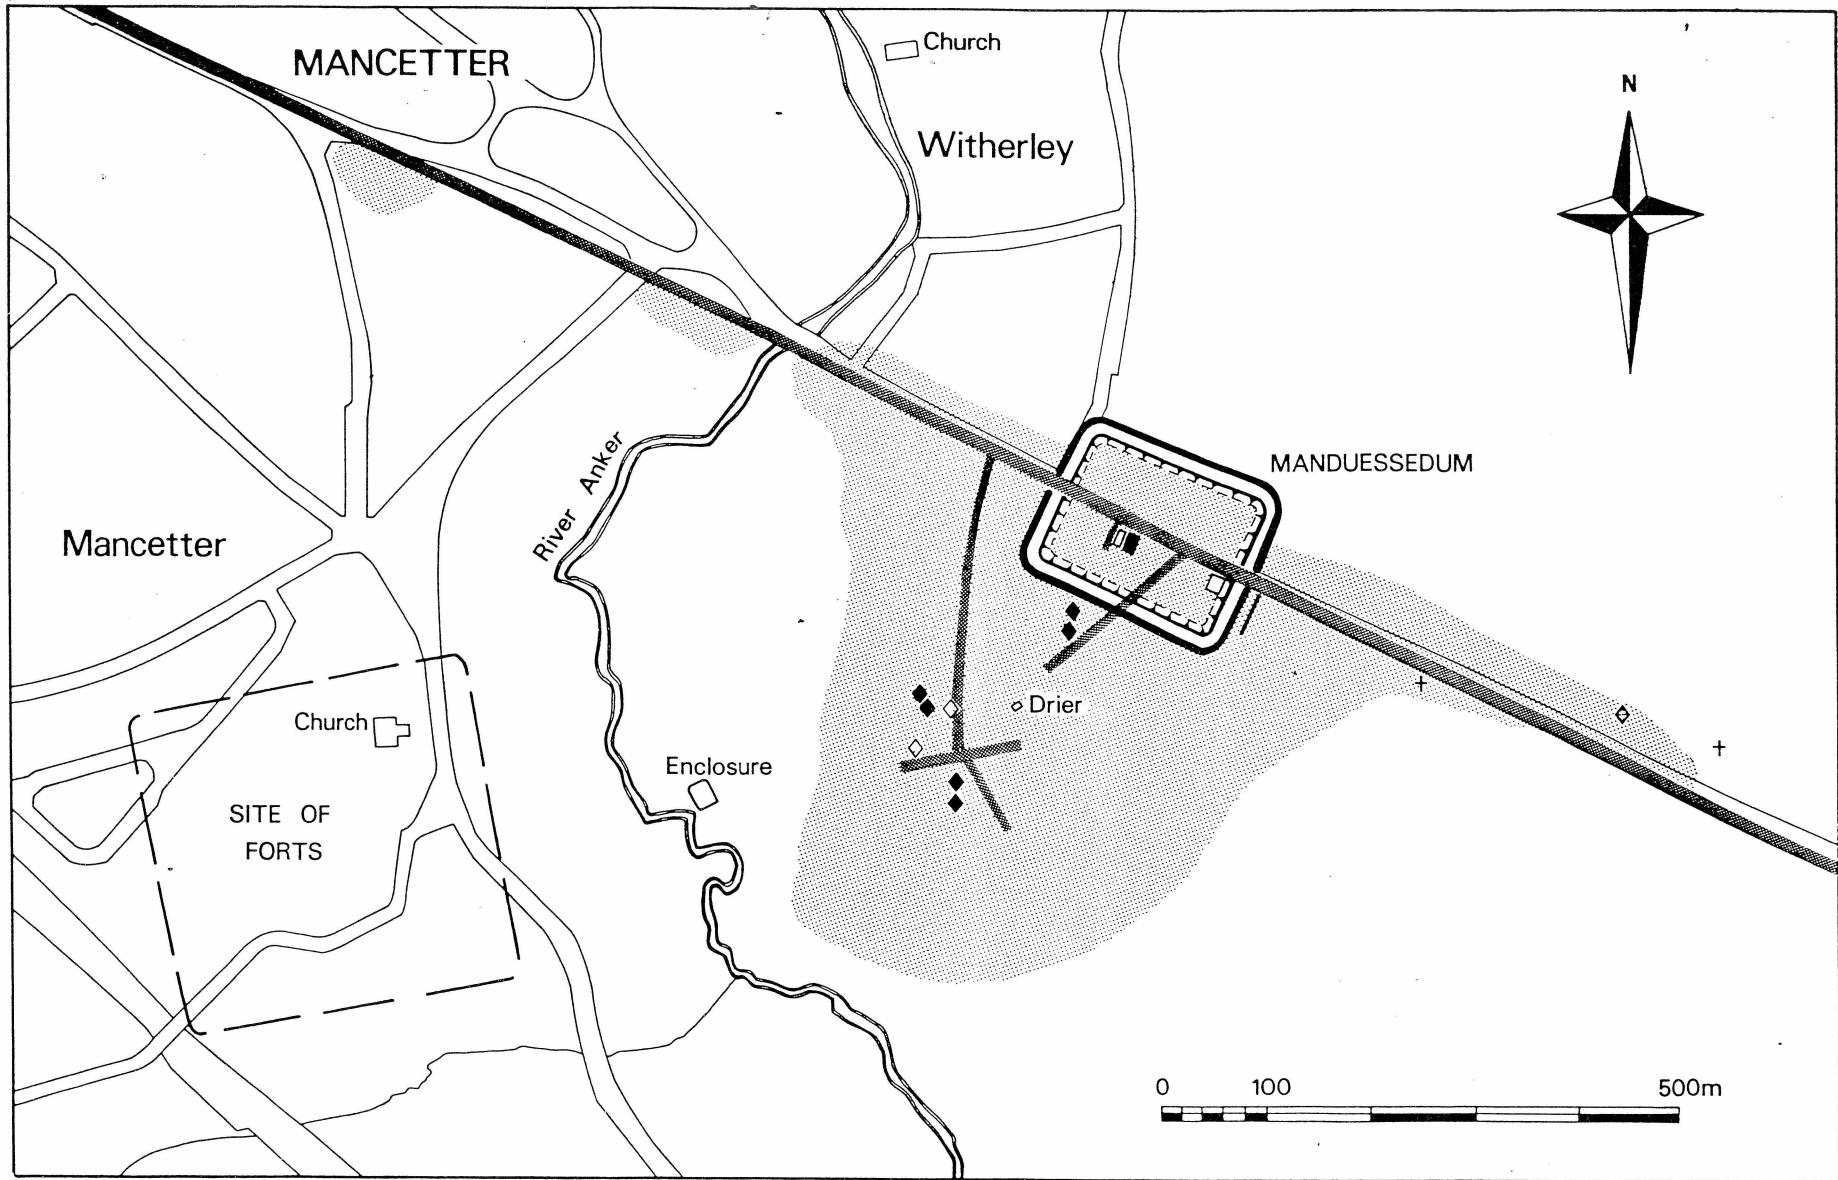 MANCETTER
Church
N
Witherley
MANDUESSEDUM
River Anker
Mancetter
Drier
Church
Enclosure
SITE OF
FORTS
0 100 500m